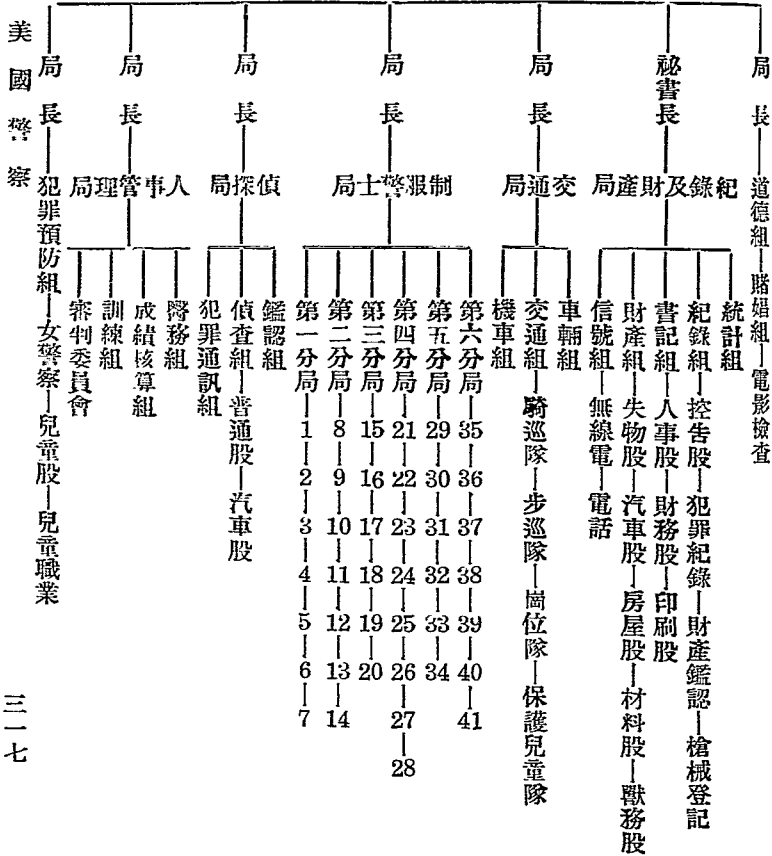 局長
道德組
賭娼組
電影檢查
祕書長
紀錄及財產局
統計組
紀錄組
控告股
犯罪紀錄
財產鑑認
槍械登記
書記組
人事股
財務股
印刷股
財產組
失物股
汽車股
房屋股
材料股
獸務股
信號組
無線電
電話
局長
交通局
車輛組
交通組
騎巡隊
步巡隊
崗位隊
保護兒童隊
機車組
局長
制服警士局
第六分局
35
36
37
38
39
40
41
第五分局
29
30
31
32
33
34
第四分局
21
22
23
24
25
26
27
28
第三分局
15
16
17
18
19
20
第二分局
8
9
10
11
12
13
14
第一分局
1
2
3
4
5
6
7
局長
偵探局
鑑認組
偵查組
普通股
汽車股
犯罪通訊組
局長
人事管理局
醫務組
成績核算組
訓練組
審判委員會
局長
犯罪預防組
女警察
兒童股
兒童職業
美國警察
三一七